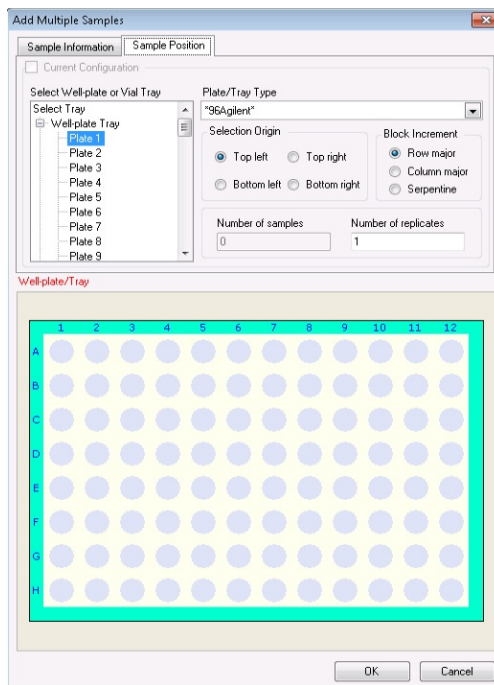 Add Multiple Samples
Sample Information Sample Position
Current Configuration
Select Well-plate or Vial Tray
Select Tray
Well-plate Tray
Plate 1
Plate 2
Plate 3
Plate 4
Plate 5
Plate 6
Plate 7
Plate 8
Plate 9
Plate/Tray Type
*96Agilent*
Selection Origin
Top left Top right
Bottom left Bottom right
Block Increment
Row major
Column major
Serpentine
Number of samples Number of replicates
0 1
Well-plate/Tray
1 2 3 4 5 6 7 8 9 10 11 12
A
B
C
D
E
F
G
H
OK Cancel